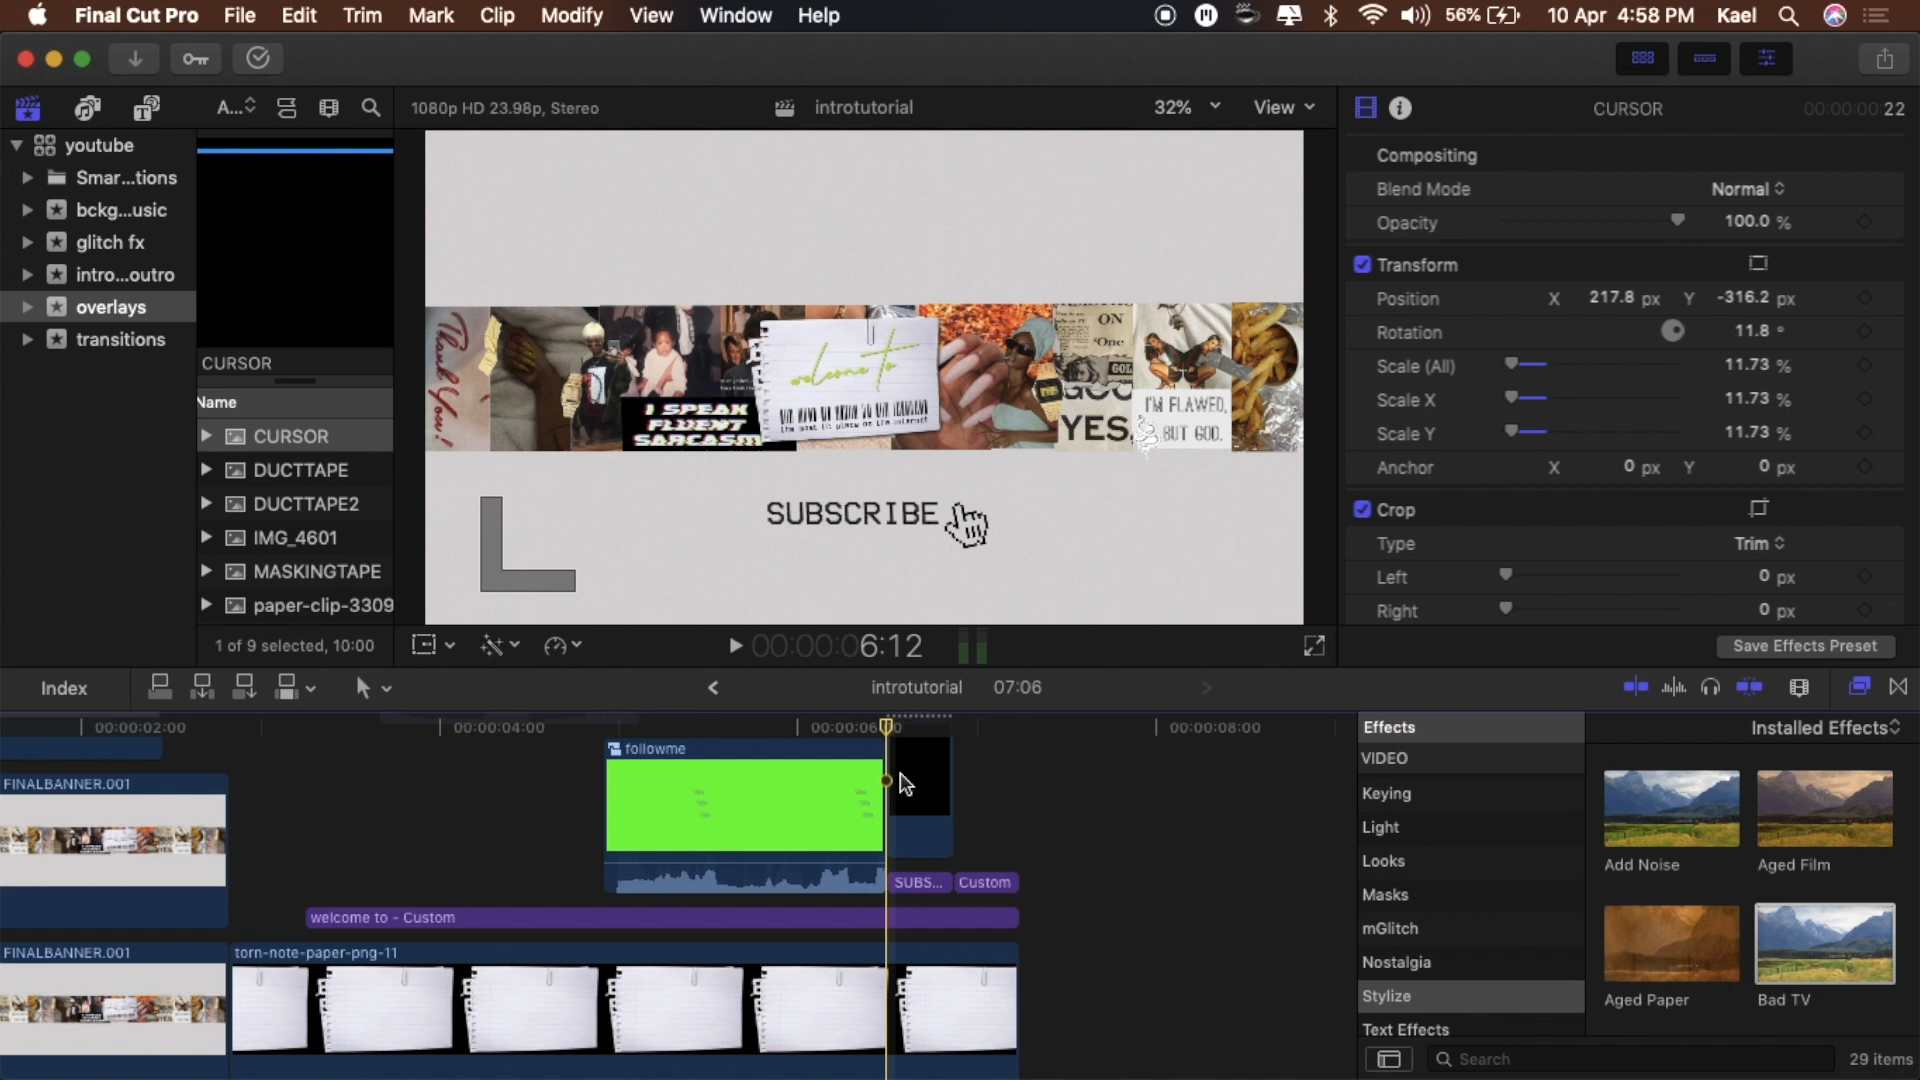 Final Cut Pro File Edit Trim Mark Clip Modify View Window Help 56% 10 Apr 4:58 PM Kael
A... 1080p HD 23.98p, Stereo introtutorial 32% View CURSOR 00:00:00:22
youtube
Smar...tions
bckg...usic
glitch fx
intro...outro
overlays
transitions
CURSOR
Name
CURSOR
DUCTTAPE
DUCTTAPE2
IMG_4601
MASKINGTAPE
paper-clip-3309
1 of 9 selected, 10:00
Thank You!
I SPEAK
FLUENT
SARCASM
welcome to
ON
"One
GOL
YES,
I'M FLAWED,
BUT GOD.
SUBSCRIBE
00:00:06:12
Compositing
Blend Mode Normal
Opacity 100.0 %
Transform
Position X 217.8 px Y -316.2 px
Rotation 11.8 °
Scale (All) 11.73 %
Scale X 11.73 %
Scale Y 11.73 %
Anchor X 0 px Y 0 px
Crop
Type Trim
Left 0 px
Right 0 px
Save Effects Preset
Index introtutorial 07:06
00:00:02:00 00:00:04:00 00:00:08:00
followme
FINALBANNER.001
SUBS... Custom
welcome to - Custom
FINALBANNER.001 torn-note-paper-png-11
Effects Installed Effects
VIDEO
Keying
Light
Looks
Masks
mGlitch
Nostalgia
Stylize
Text Effects
Add Noise Aged Film
Aged Paper Bad TV
Search 29 items